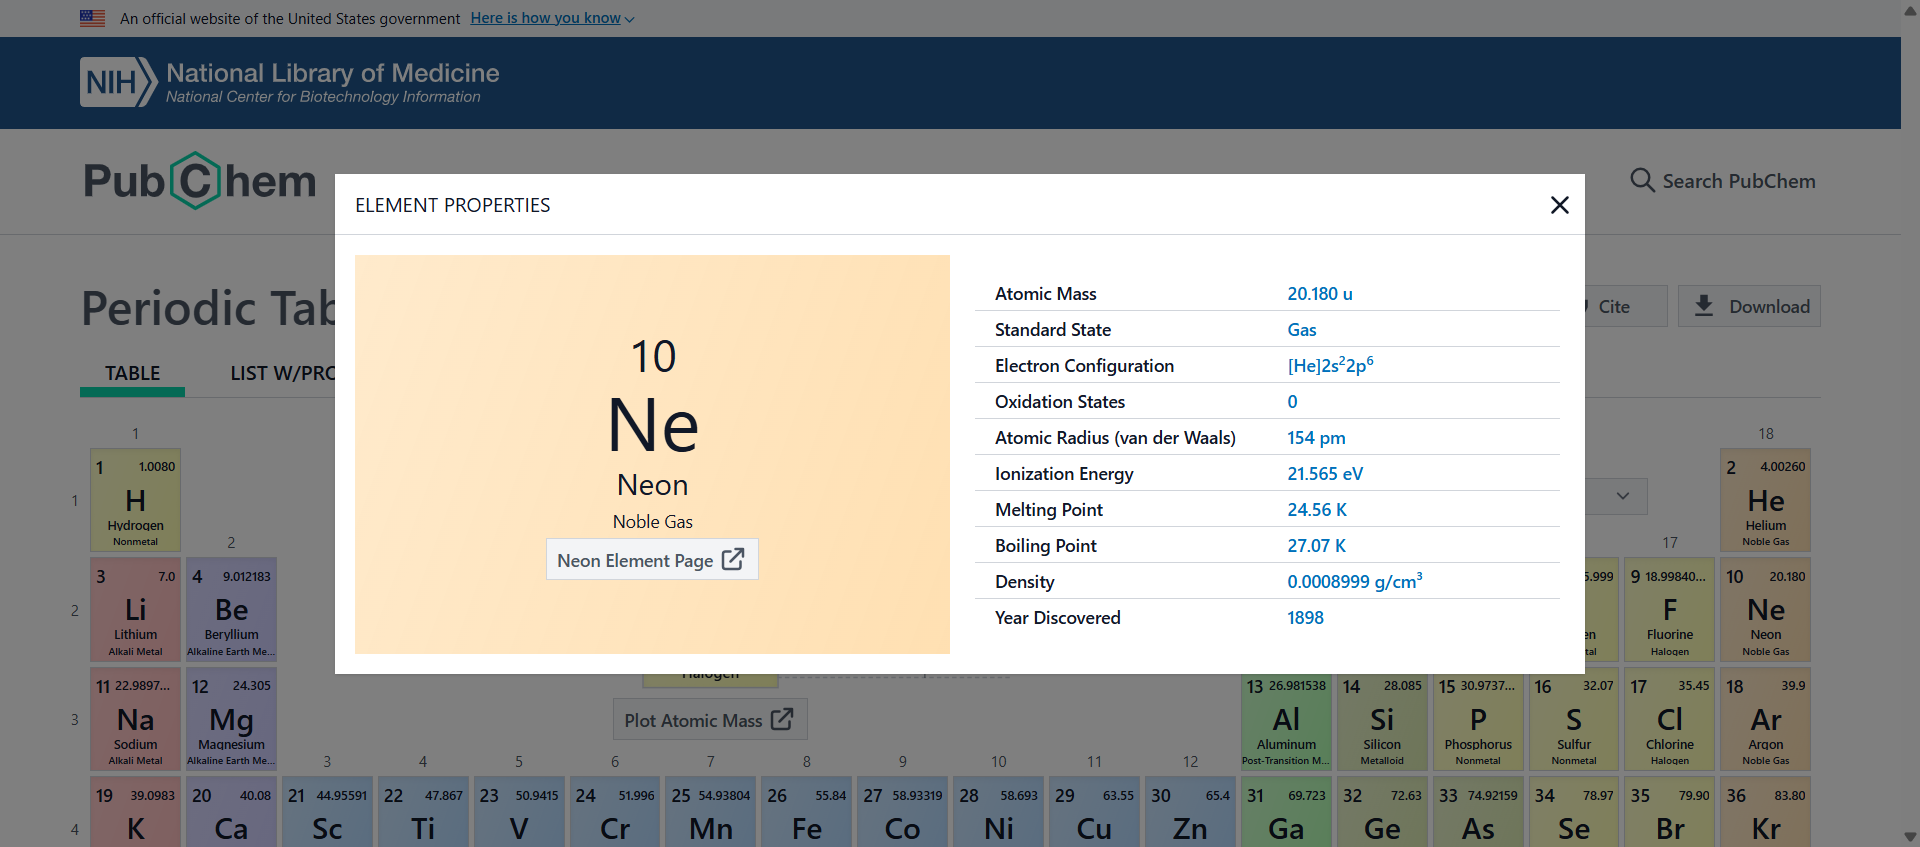 An official website of the United States government Here is how you know
NIH National Library of Medicine
National Center for Biotechnology Information
PubChem
Search PubChem
ELEMENT PROPERTIES
Periodic Tab
Cite
Download
TABLE
LIST W/PRO
10
Ne
Neon
Noble Gas
Neon Element Page
Atomic Mass 20.180 u
Standard State Gas
Electron Configuration [He]2s²2p⁶
Oxidation States 0
Atomic Radius (van der Waals) 154 pm
Ionization Energy 21.565 eV
Melting Point 24.56 K
Boiling Point 27.07 K
Density 0.0008999 g/cm³
Year Discovered 1898
1
18
1 1.0080
H
Hydrogen
Nonmetal
2 4.00260
He
Helium
Noble Gas
1
2
17
3 7.0
Li
Lithium
Alkali Metal
4 9.012183
Be
Beryllium
Alkaline Earth Me...
5.999
en
tal
9 18.99840...
F
Fluorine
Halogen
10 20.180
Ne
Neon
Noble Gas
2
Halogen
Plot Atomic Mass
11 22.9897...
Na
Sodium
Alkali Metal
12 24.305
Mg
Magnesium
Alkaline Earth Me...
13 26.981538
Al
Aluminum
Post-Transition M...
14 28.085
Si
Silicon
Metalloid
15 30.9737...
P
Phosphorus
Nonmetal
16 32.07
S
Sulfur
Nonmetal
17 35.45
Cl
Chlorine
Halogen
18 39.9
Ar
Argon
Noble Gas
3
3 4 5 6 7 8 9 10 11 12
4
19 39.0983
K
20 40.08
Ca
21 44.95591
Sc
22 47.867
Ti
23 50.9415
V
24 51.996
Cr
25 54.93804
Mn
26 55.84
Fe
27 58.93319
Co
28 58.693
Ni
29 63.55
Cu
30 65.4
Zn
31 69.723
Ga
32 72.63
Ge
33 74.92159
As
34 78.97
Se
35 79.90
Br
36 83.80
Kr